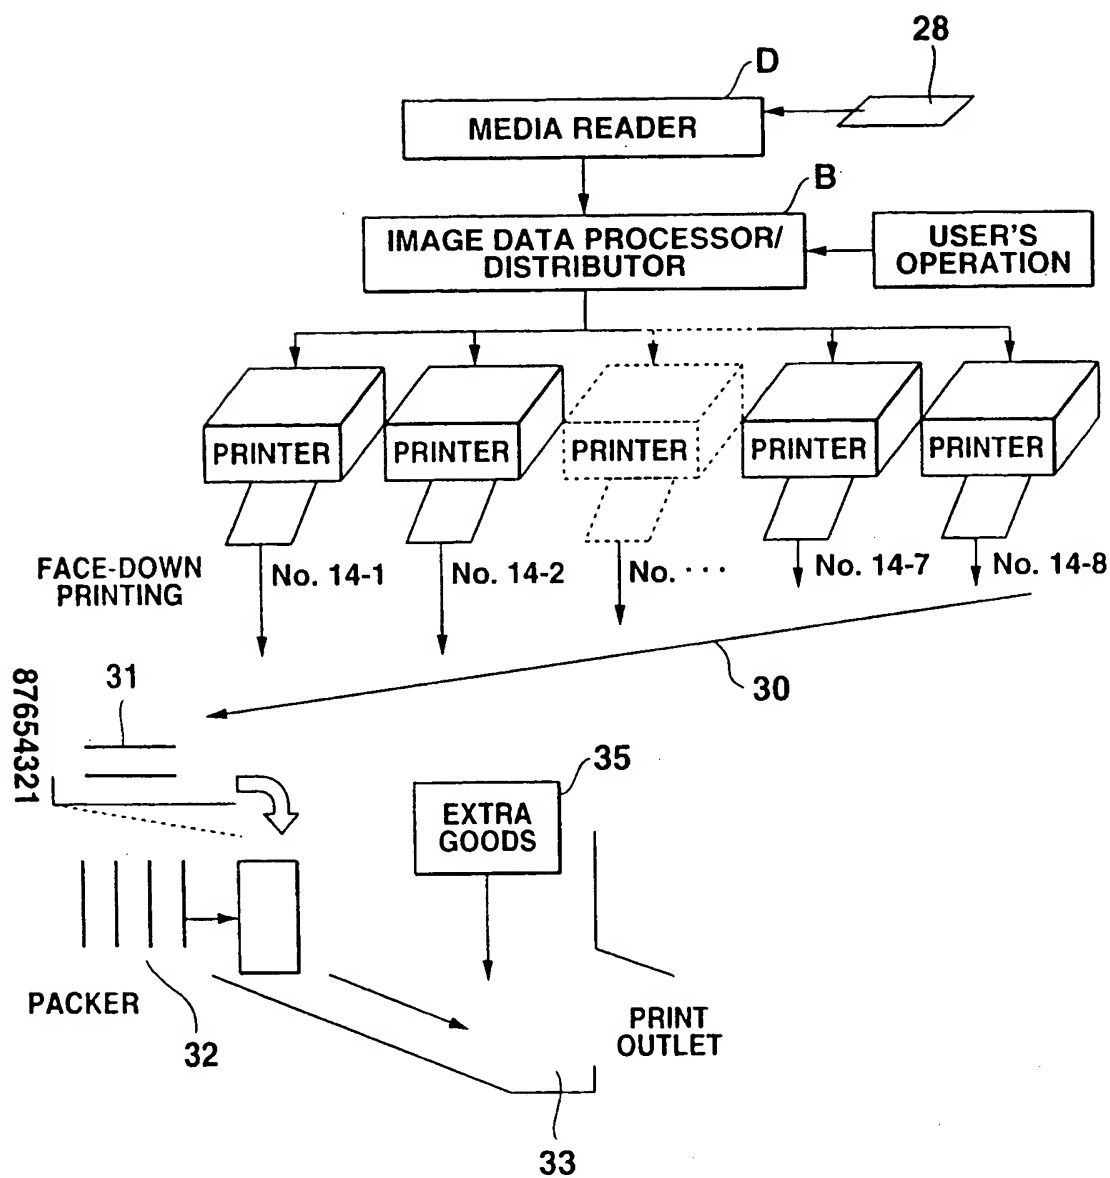 28
D
MEDIA READER
B
IMAGE DATA PROCESSOR/
DISTRIBUTOR
USER'S
OPERATION
PRINTER
PRINTER
PRINTER
PRINTER
PRINTER
FACE-DOWN
PRINTING
No. 14-1
No. 14-2
No. ···
No. 14-7
No. 14-8
30
31
87654321
35
EXTRA
GOODS
PACKER
32
PRINT
OUTLET
33